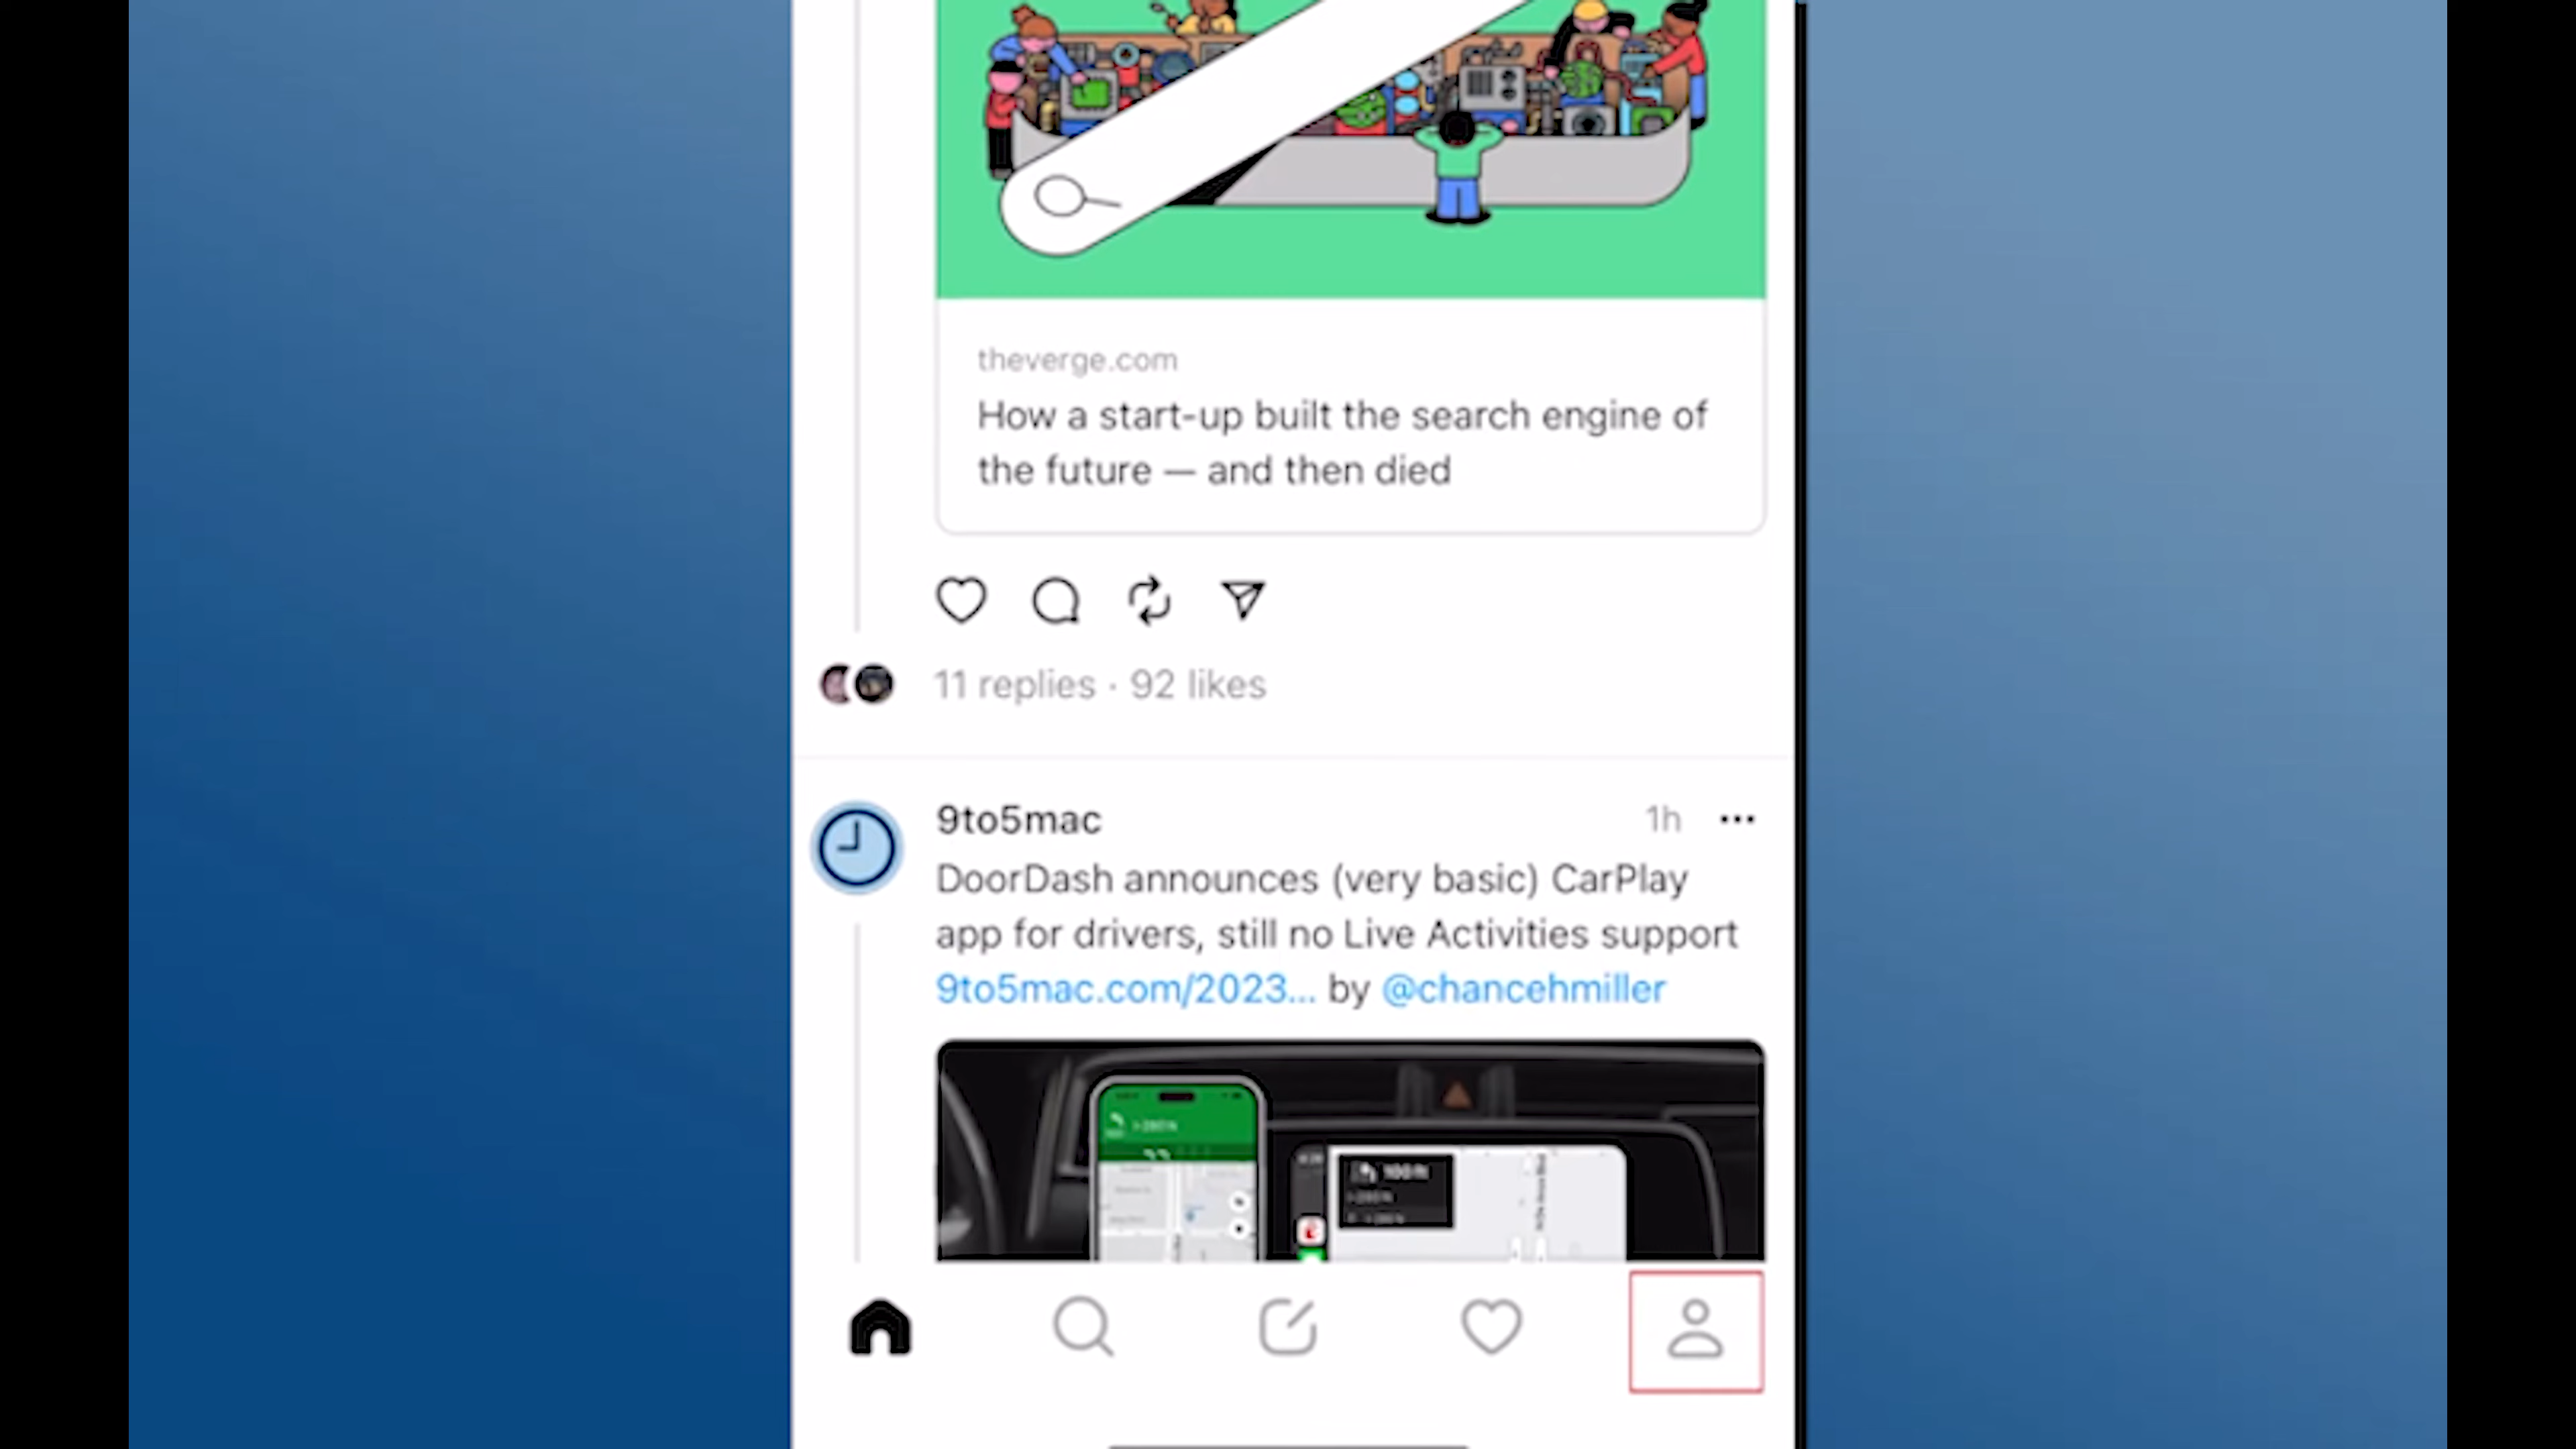 theverge.com
How a start-up built the search engine of
the future — and then died
11 replies · 92 likes
9to5mac
1h
DoorDash announces (very basic) CarPlay
app for drivers, still no Live Activities support
9to5mac.com/2023... by @chancehmiller